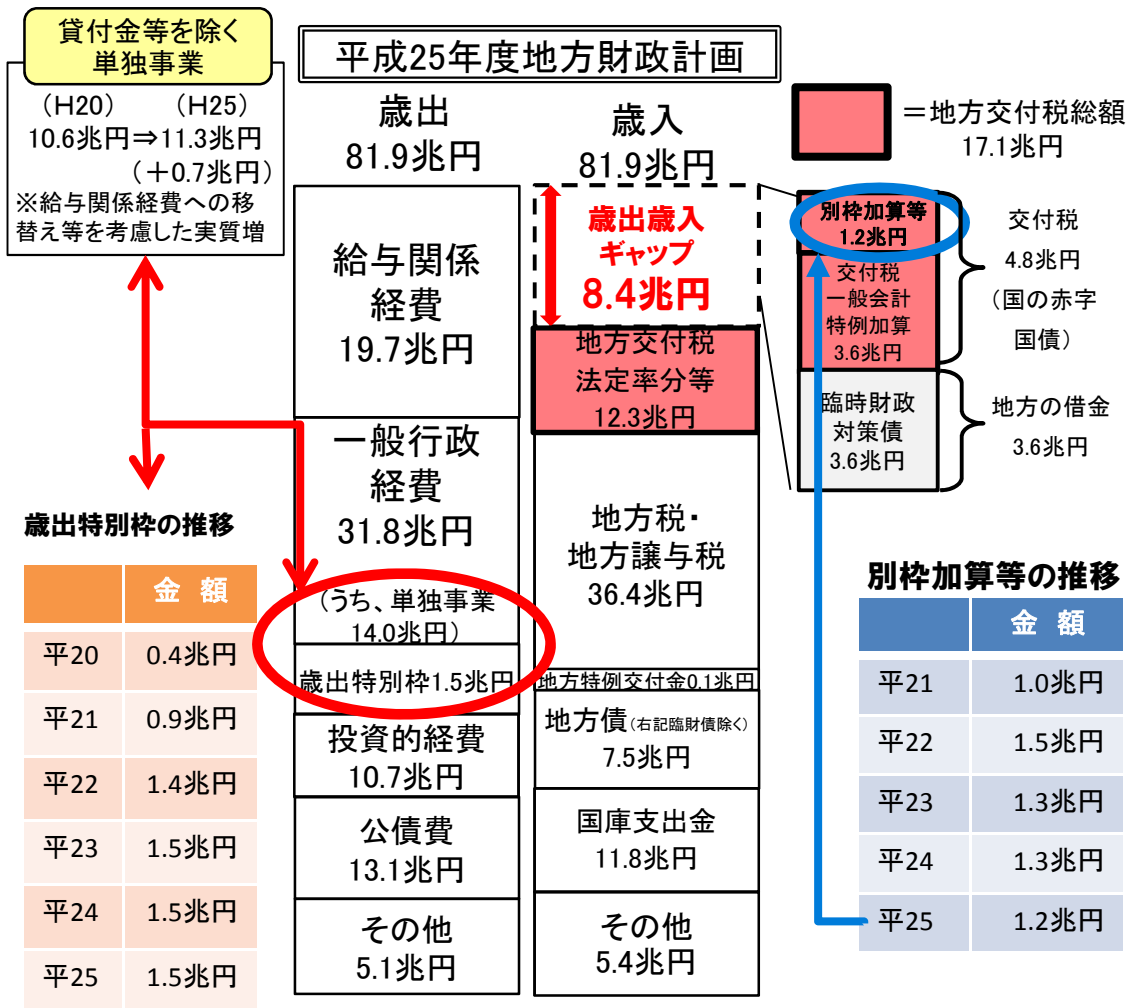 貸付金等を除く
単独事業
(H20) (H25)
10.6兆円⇒11.3兆円
(+0.7兆円)
※給与関係経費への移
替え等を考慮した実質増
平成25年度地方財政計画
歳出
81.9兆円
歳入
81.9兆円
＝地方交付税総額
17.1兆円
給与関係
経費
19.7兆円
一般行政
経費
31.8兆円
(うち、単独事業
14.0兆円)
歳出特別枠1.5兆円
投資的経費
10.7兆円
公債費
13.1兆円
その他
5.1兆円
歳出歳入
ギャップ
8.4兆円
地方交付税
法定率分等
12.3兆円
地方税・
地方譲与税
36.4兆円
地方特例交付金0.1兆円
地方債(右記臨財債除く)
7.5兆円
国庫支出金
11.8兆円
その他
5.4兆円
別枠加算等
1.2兆円
交付税
一般会計
特例加算
3.6兆円
臨時財政
対策債
3.6兆円
交付税
4.8兆円
(国の赤字
国債)
地方の借金
3.6兆円
歳出特別枠の推移
金 額
平20 0.4兆円
平21 0.9兆円
平22 1.4兆円
平23 1.5兆円
平24 1.5兆円
平25 1.5兆円
別枠加算等の推移
金 額
平21 1.0兆円
平22 1.5兆円
平23 1.3兆円
平24 1.3兆円
平25 1.2兆円